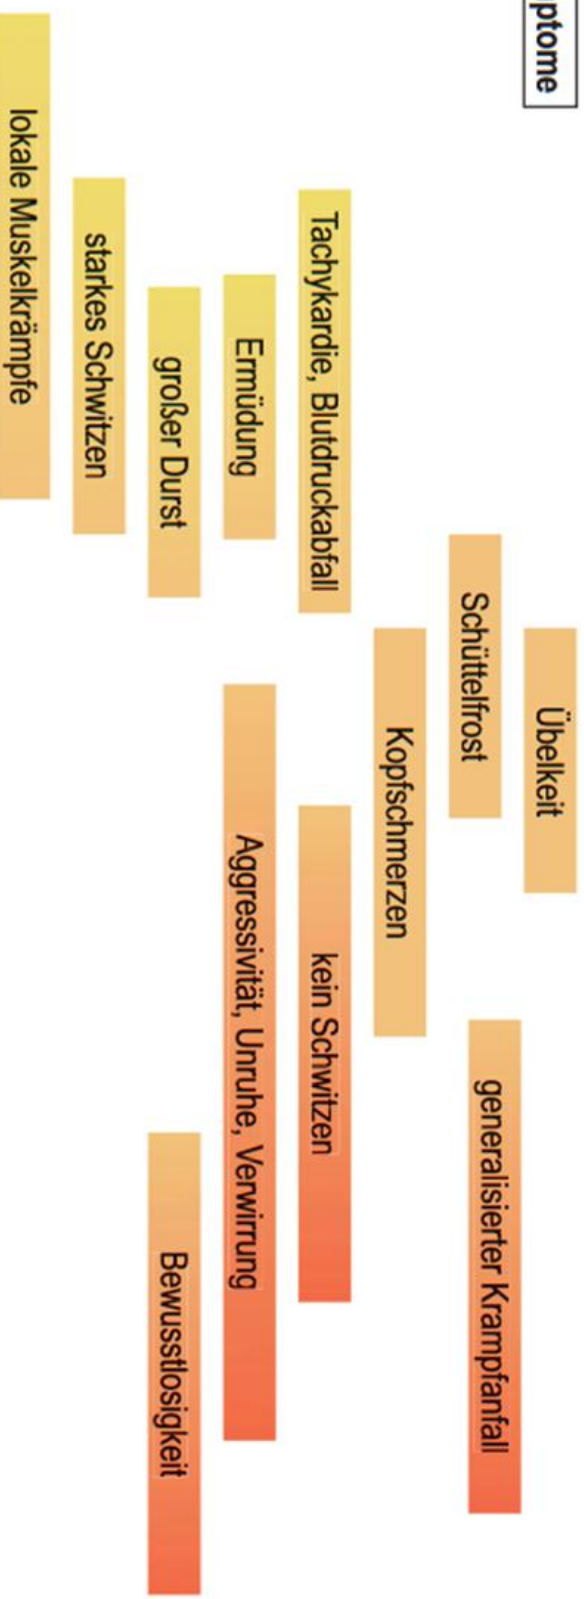 ptome
Übelkeit
Schüttelfrost
generalisierter Krampfanfall
Kopfschmerzen
Tachykardie, Blutdruckabfall
kein Schwitzen
Ermüdung
Aggressivität, Unruhe, Verwirrung
großer Durst
Bewusstlosigkeit
starkes Schwitzen
lokale Muskelkrämpfe